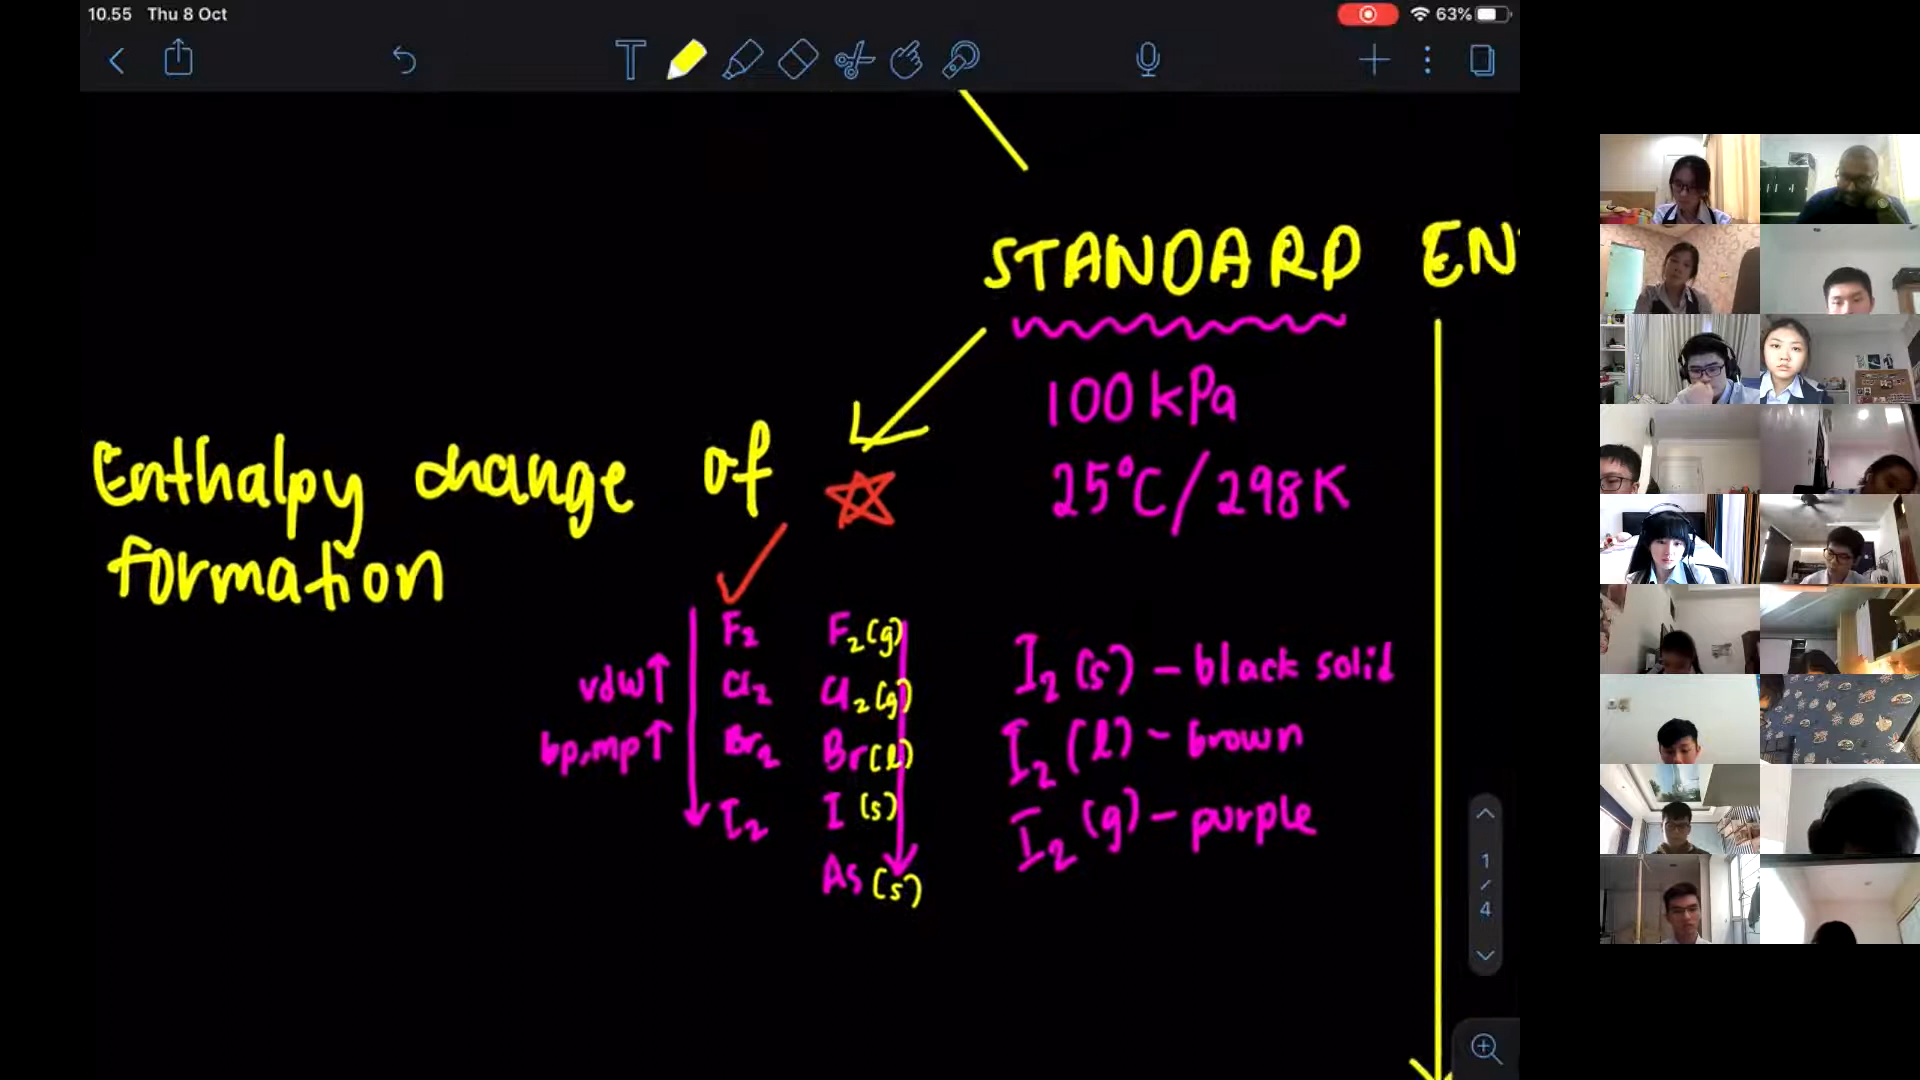 10.55 Thu 8 Oct
63%
T
STANDARD EN
100 kPa
25°C/298K
Enthalpy change of
formation
F2 F2(g)
vdw↑ Cl2 Cl2(g)
bp,mp↑ Br2 Br(l)
I2 I (s)
As (s)
I2 (s) - black solid
I2 (l) - brown
I2 (g) - purple
1
/
4